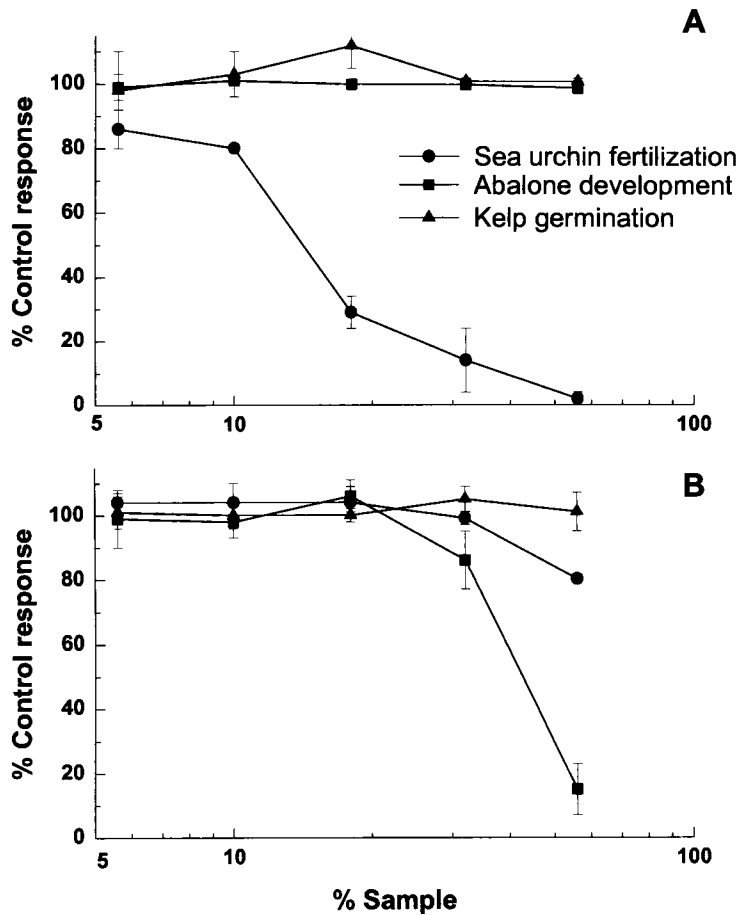 A
% Control response
100
80
60
40
20
0
5
10
100
Sea urchin fertilization
Abalone development
Kelp germination
B
% Control response
100
80
60
40
20
0
5
10
100
% Sample